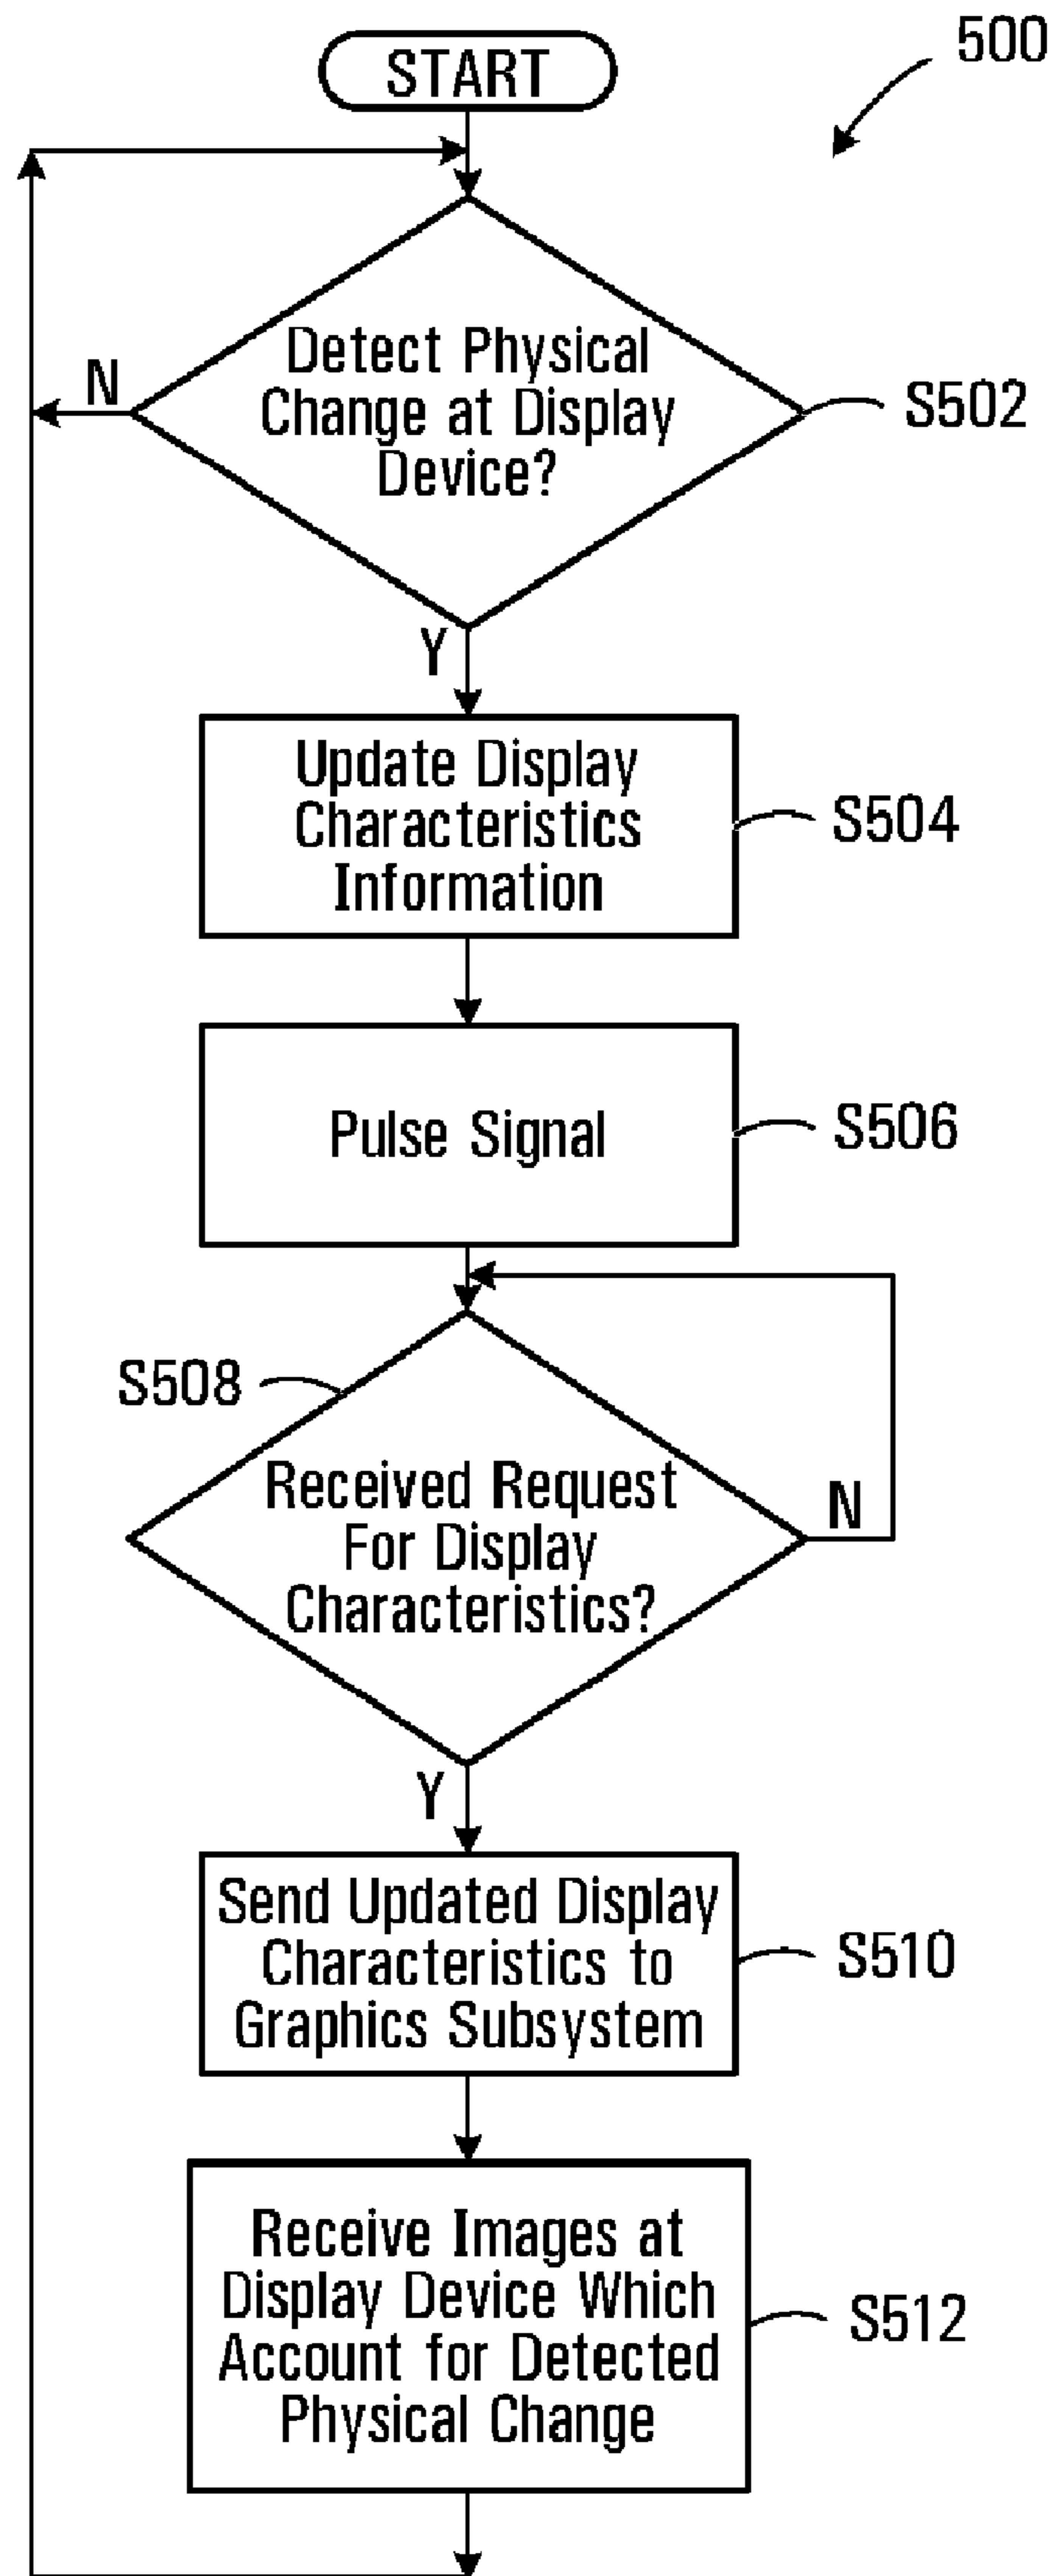 500
START
Detect Physical
Change at Display
Device?
N
S502
Y
Update Display
Characteristics
Information
S504
Pulse Signal
S506
S508
Received Request
For Display
Characteristics?
N
Y
Send Updated Display
Characteristics to
Graphics Subsystem
S510
Receive Images at
Display Device Which
Account for Detected
Physical Change
S512